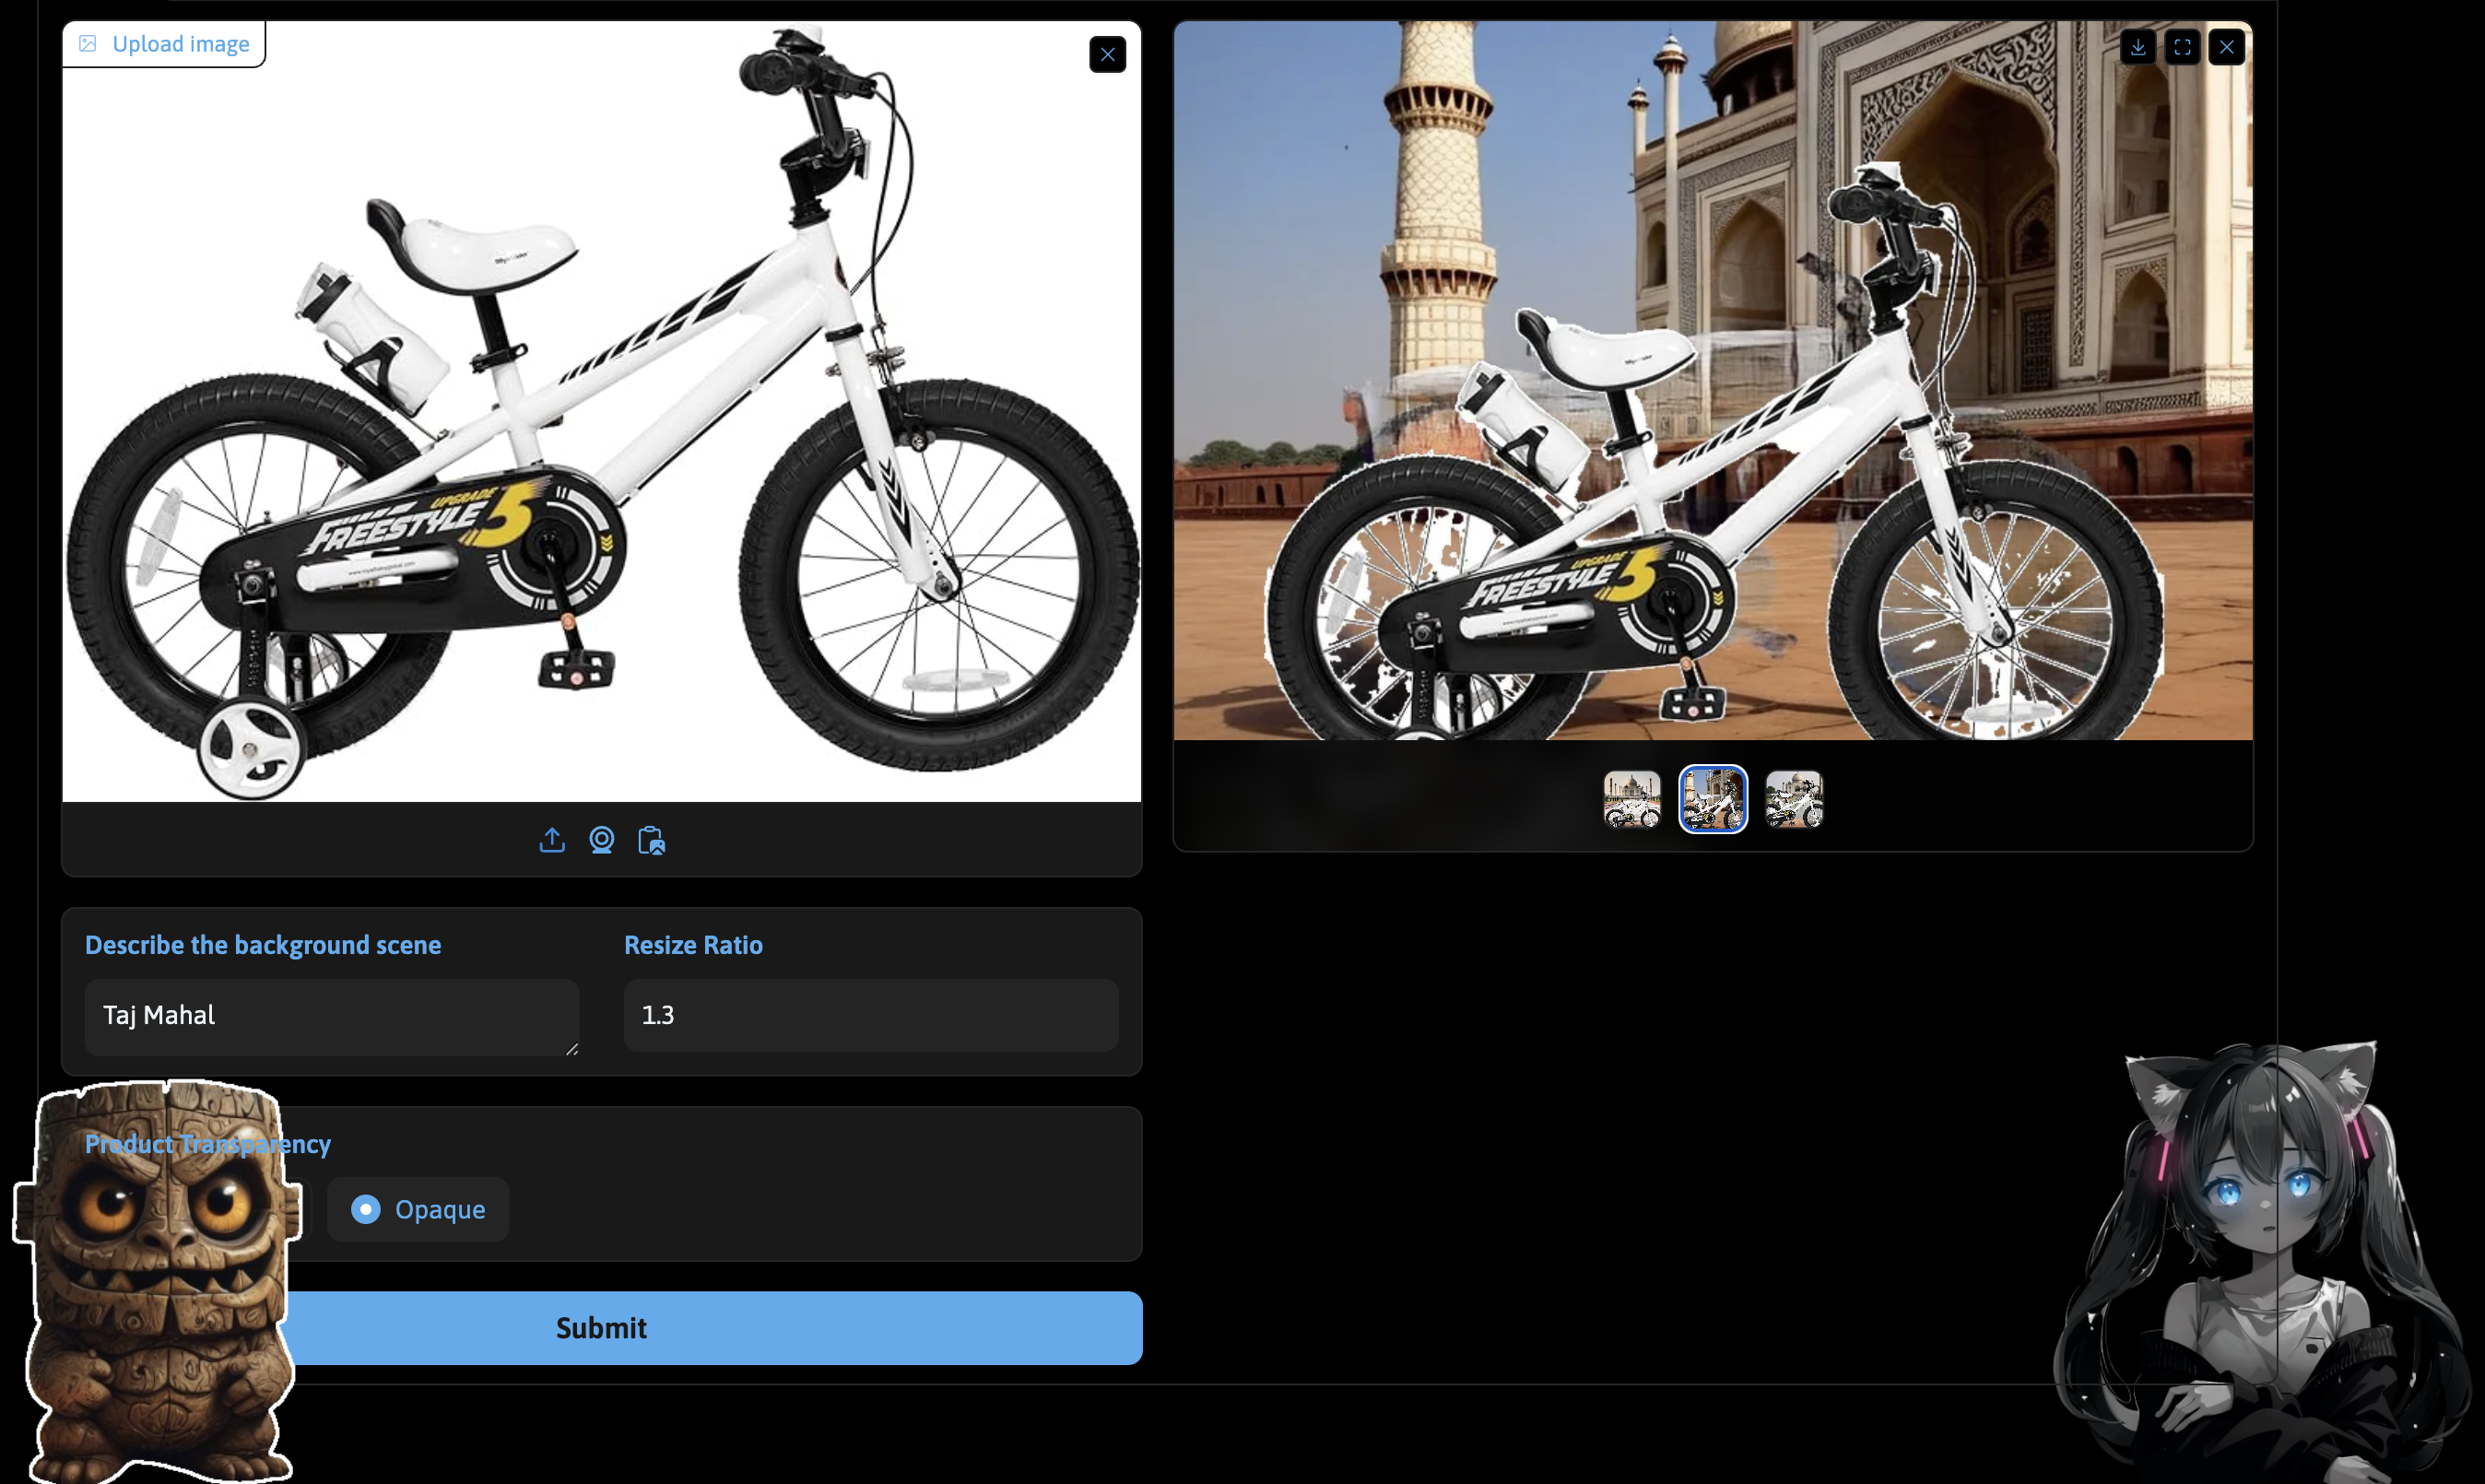 Upload image
UPGRADE
FREESTYLE 5
UPGRADE
FREESTYLE 5
Describe the background scene
Resize Ratio
Taj Mahal
1.3
Product Transparency
Opaque
Submit